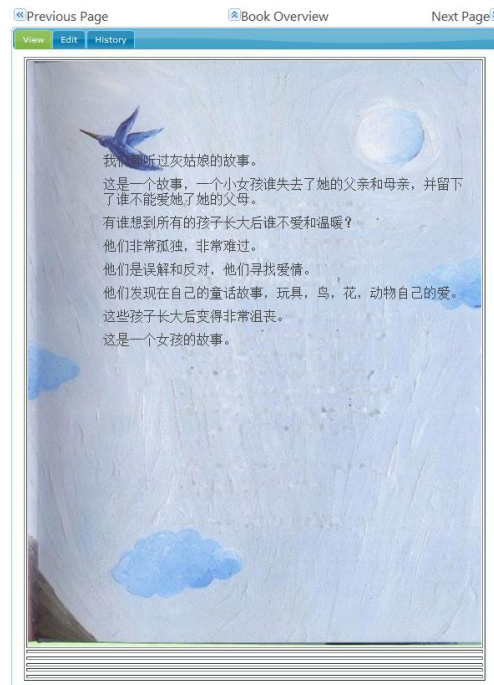 Previous Page
Book Overview
Next Page
View
Edit
History
我们都听过灰姑娘的故事。
这是一个故事，一个小女孩谁失去了她的父亲和母亲，并留下
了谁不能爱她了她的父母。
有谁想到所有的孩子长大后谁不爱和温暖？
他们非常孤独，非常难过。
他们是误解和反对，他们寻找爱情。
他们发现在自己的童话故事，玩具，鸟，花，动物自己的爱。
这些孩子长大后变得非常沮丧。
这是一个女孩的故事。